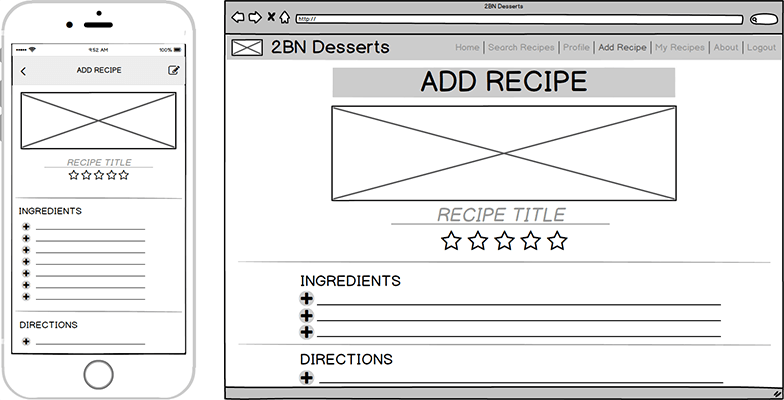 9:52 AM 100%
ADD RECIPE
RECIPE TITLE
INGREDIENTS
DIRECTIONS
2BN Desserts
http://
2BN Desserts Home Search Recipes Profile Add Recipe My Recipes About Logout
ADD RECIPE
RECIPE TITLE
INGREDIENTS
DIRECTIONS